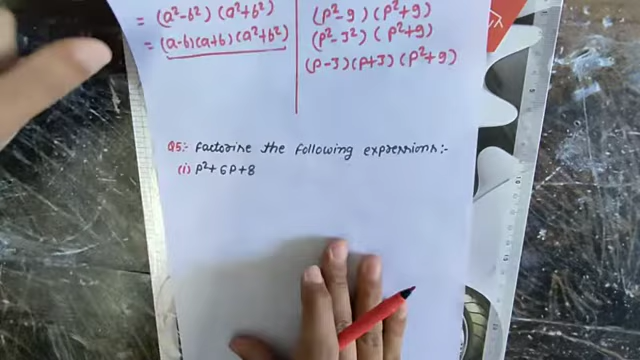 = (a²-b²) (a²+b²)
= (a-b)(a+b)(a²+b²)
(p²-9)(p²+9)
(p²-3²) (p²+9)
(p-3)(p+3)(p²+9)
Q5:- Factorise the following expressions:-
(i) p²+6p+8